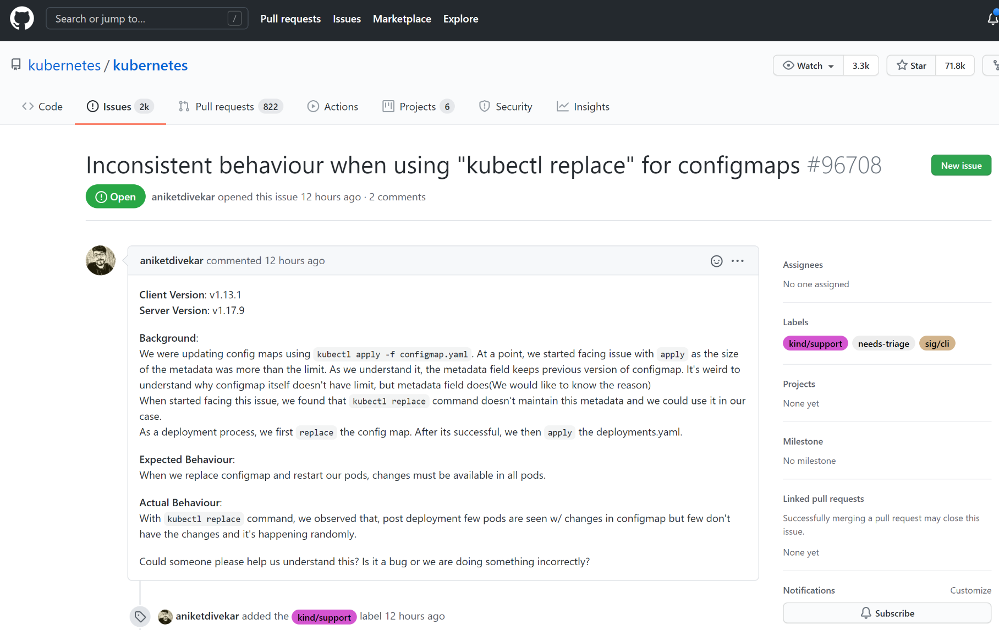 Search or jump to... /
Pull requests Issues Marketplace Explore
kubernetes / kubernetes
Watch 3.3k Star 71.8k
Code Issues 2k Pull requests 822 Actions Projects 6 Security Insights
Inconsistent behaviour when using "kubectl replace" for configmaps #96708
New issue
Open aniketdivekar opened this issue 12 hours ago · 2 comments
aniketdivekar commented 12 hours ago
Client Version: v1.13.1
Server Version: v1.17.9
Background:
We were updating config maps using kubectl apply -f configmap.yaml. At a point, we started facing issue with apply as the size
of the metadata was more than the limit. As we understand it, the metadata field keeps previous version of configmap. It's weird to
understand why configmap itself doesn't have limit, but metadata field does(We would like to know the reason)
When started facing this issue, we found that kubectl replace command doesn't maintain this metadata and we could use it in our
case.
As a deployment process, we first replace the config map. After its successful, we then apply the deployments.yaml.
Expected Behaviour:
When we replace configmap and restart our pods, changes must be available in all pods.
Actual Behaviour:
With kubectl replace command, we observed that, post deployment few pods are seen w/ changes in configmap but few don't
have the changes and it's happening randomly.
Could someone please help us understand this? Is it a bug or we are doing something incorrectly?
aniketdivekar added the kind/support label 12 hours ago
Assignees
No one assigned
Labels
kind/support needs-triage sig/cli
Projects
None yet
Milestone
No milestone
Linked pull requests
Successfully merging a pull request may close this
issue.
None yet
Notifications Customize
Subscribe